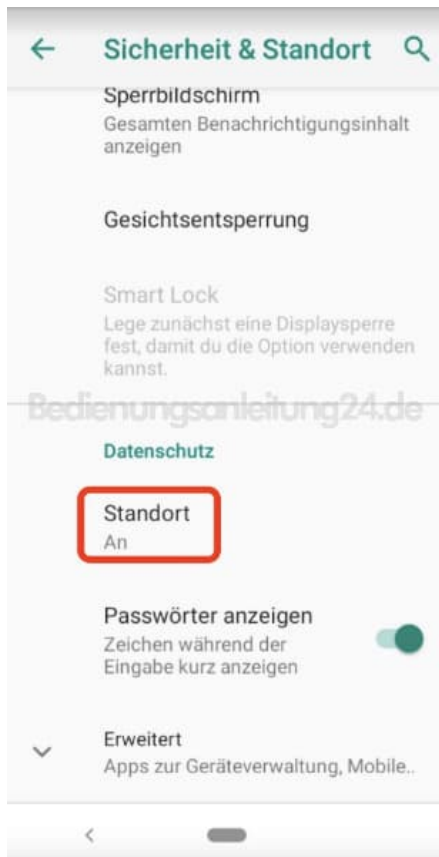 Sicherheit & Standort
Sperrbildschirm
Gesamten Benachrichtigungsinhalt
anzeigen
Gesichtsentsperrung
Smart Lock
Lege zunächst eine Displaysperre
fest, damit du die Option verwenden
kannst.
Bedienungsanleitung24.de
Datenschutz
Standort
An
Passwörter anzeigen
Zeichen während der
Eingabe kurz anzeigen
Erweitert
Apps zur Geräteverwaltung, Mobile..